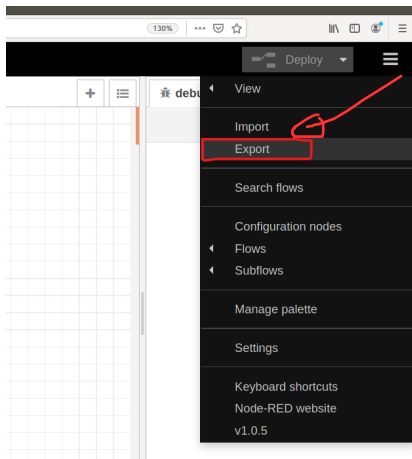 130%
Deploy
debu
View
Import
Export
Search flows
Configuration nodes
Flows
Subflows
Manage palette
Settings
Keyboard shortcuts
Node-RED website
v1.0.5